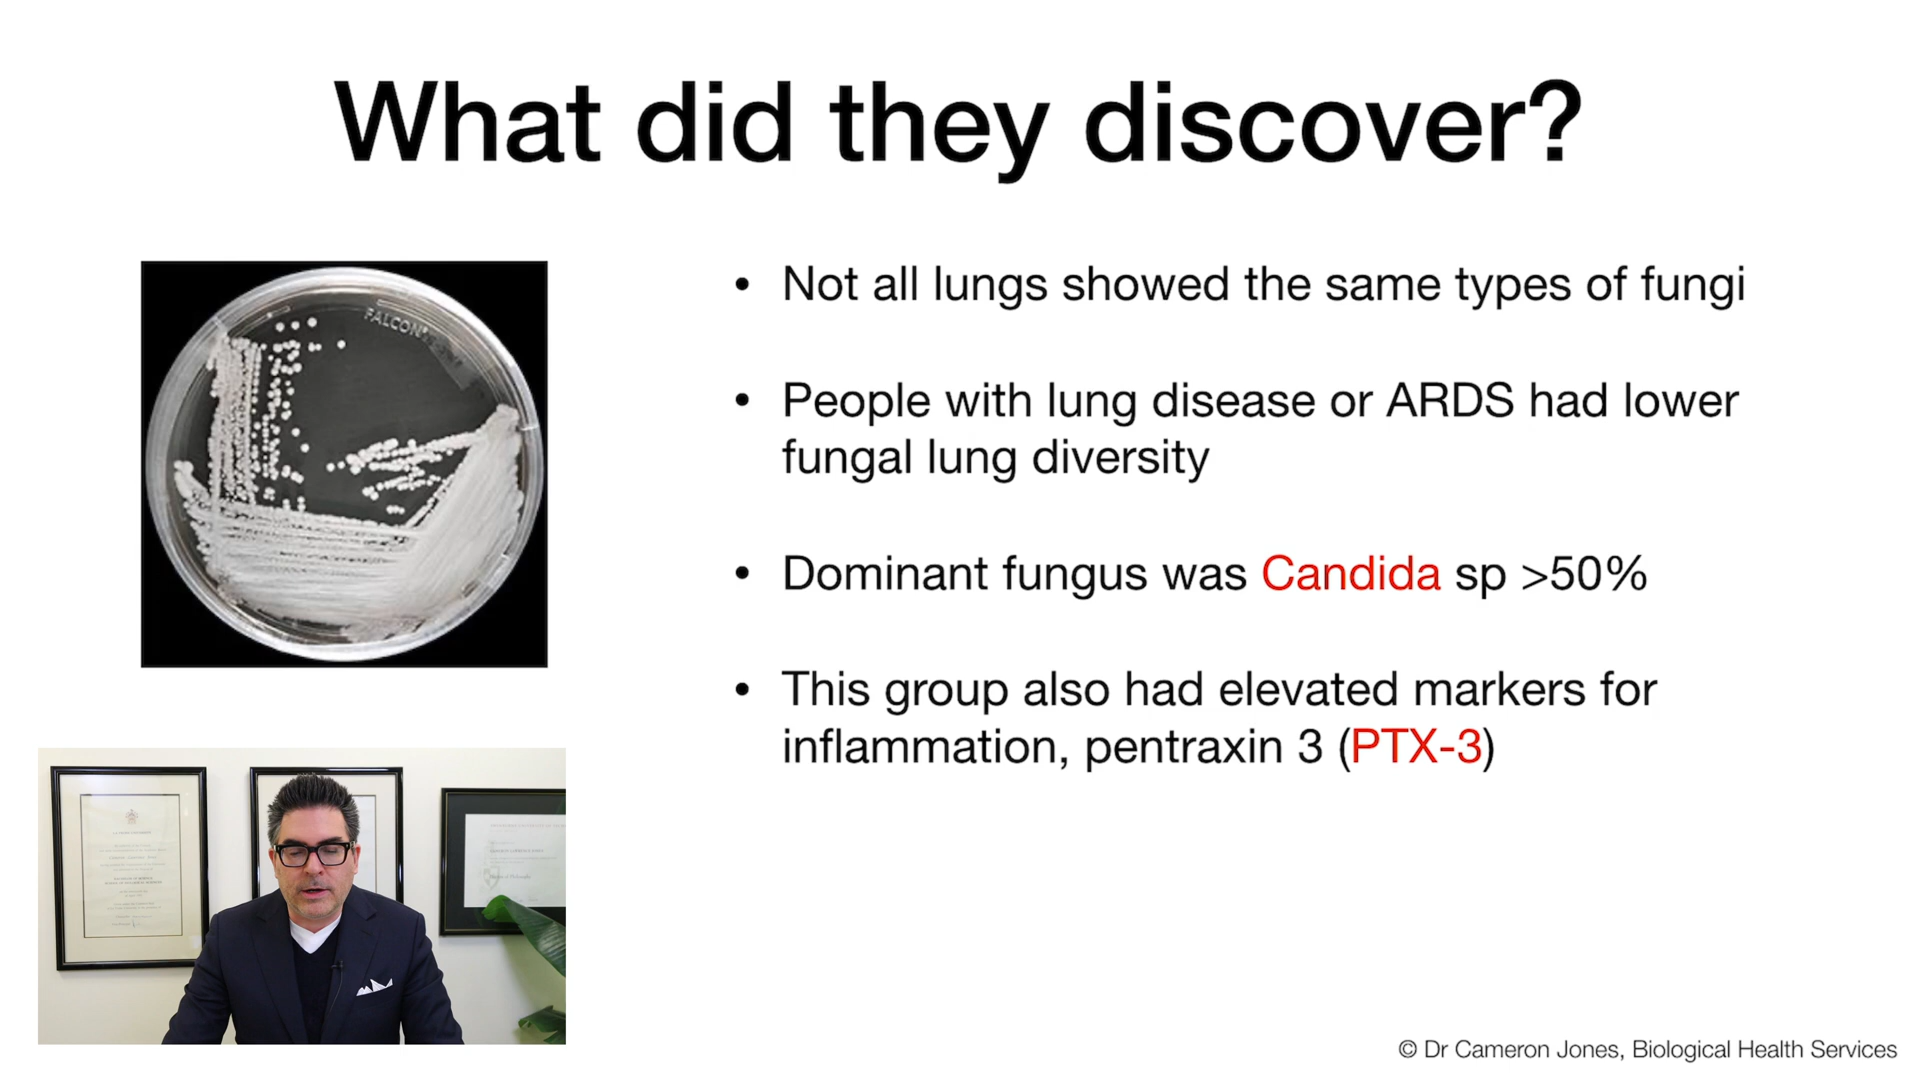 What did they discover?
FALCON
• Not all lungs showed the same types of fungi
• People with lung disease or ARDS had lower
fungal lung diversity
• Dominant fungus was Candida sp >50%
• This group also had elevated markers for
inflammation, pentraxin 3 (PTX-3)
© Dr Cameron Jones, Biological Health Services